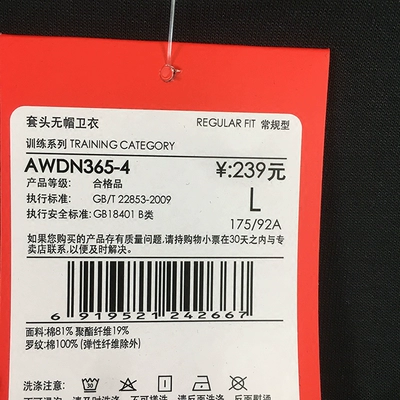 套头无帽卫衣 REGULAR FIT 常规型
训练系列 TRAINING CATEGORY
AWDN365-4 ¥:239元
产品等级: 合格品 L
执行标准: GB/T 22853-2009
执行安全标准: GB18401 B类 175/92A
如果您购买的产品存有质量问题,请持购物小票在30天之内与专
卖店联系,以便及时解决。
6 919521 242667
面料:棉81% 聚酯纤维19%
罗纹:棉100% (弹性纤维除外)
洗涤注意: